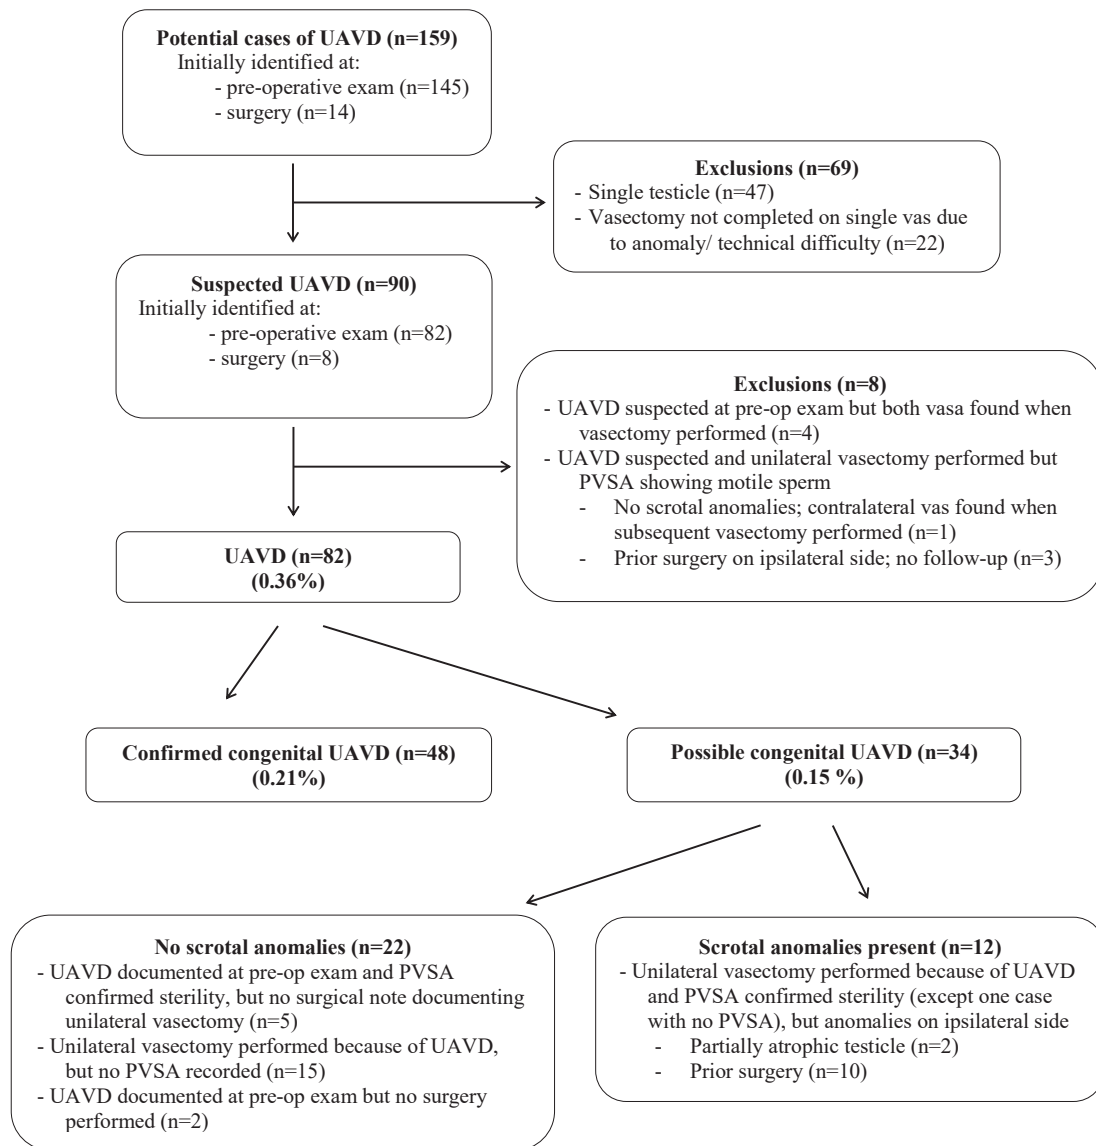 Potential cases of UAVD (n=159)
Initially identified at:
- pre-operative exam (n=145)
- surgery (n=14)
Exclusions (n=69)
- Single testicle (n=47)
- Vasectomy not completed on single vas due
to anomaly/ technical difficulty (n=22)
Suspected UAVD (n=90)
Initially identified at:
- pre-operative exam (n=82)
- surgery (n=8)
Exclusions (n=8)
- UAVD suspected at pre-op exam but both vasa found when
vasectomy performed (n=4)
- UAVD suspected and unilateral vasectomy performed but
PVSA showing motile sperm
- No scrotal anomalies; contralateral vas found when
subsequent vasectomy performed (n=1)
- Prior surgery on ipsilateral side; no follow-up (n=3)
UAVD (n=82)
(0.36%)
Confirmed congenital UAVD (n=48)
(0.21%)
Possible congenital UAVD (n=34)
(0.15 %)
No scrotal anomalies (n=22)
- UAVD documented at pre-op exam and PVSA
confirmed sterility, but no surgical note documenting
unilateral vasectomy (n=5)
- Unilateral vasectomy performed because of UAVD,
but no PVSA recorded (n=15)
- UAVD documented at pre-op exam but no surgery
performed (n=2)
Scrotal anomalies present (n=12)
- Unilateral vasectomy performed because of UAVD
and PVSA confirmed sterility (except one case
with no PVSA), but anomalies on ipsilateral side
- Partially atrophic testicle (n=2)
- Prior surgery (n=10)